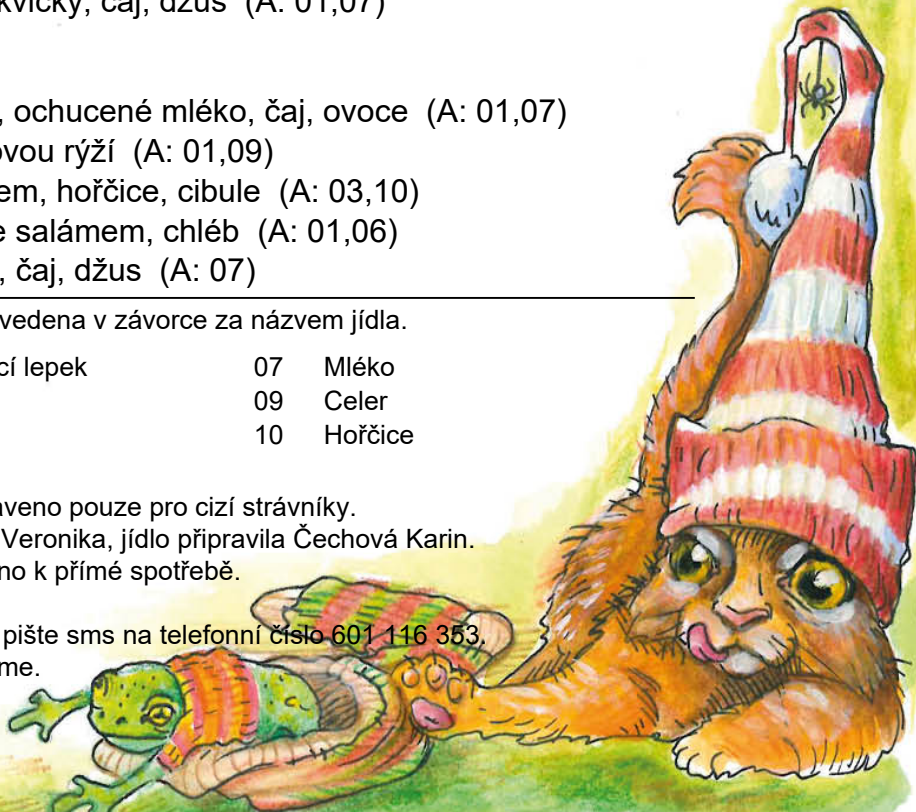 kvičky, čaj, džus (A: 01,07)
, ochucené mléko, čaj, ovoce (A: 01,07)
ovou rýží (A: 01,09)
em, hořčice, cibule (A: 03,10)
e salámem, chléb (A: 01,06)
, čaj, džus (A: 07)
vedena v závorce za názvem jídla.
cí lepek 07 Mléko
09 Celer
10 Hořčice
aveno pouze pro cizí strávníky.
Veronika, jídlo připravila Čechová Karin.
no k přímé spotřebě.
pište sms na telefonní číslo 601 116 353.
me.